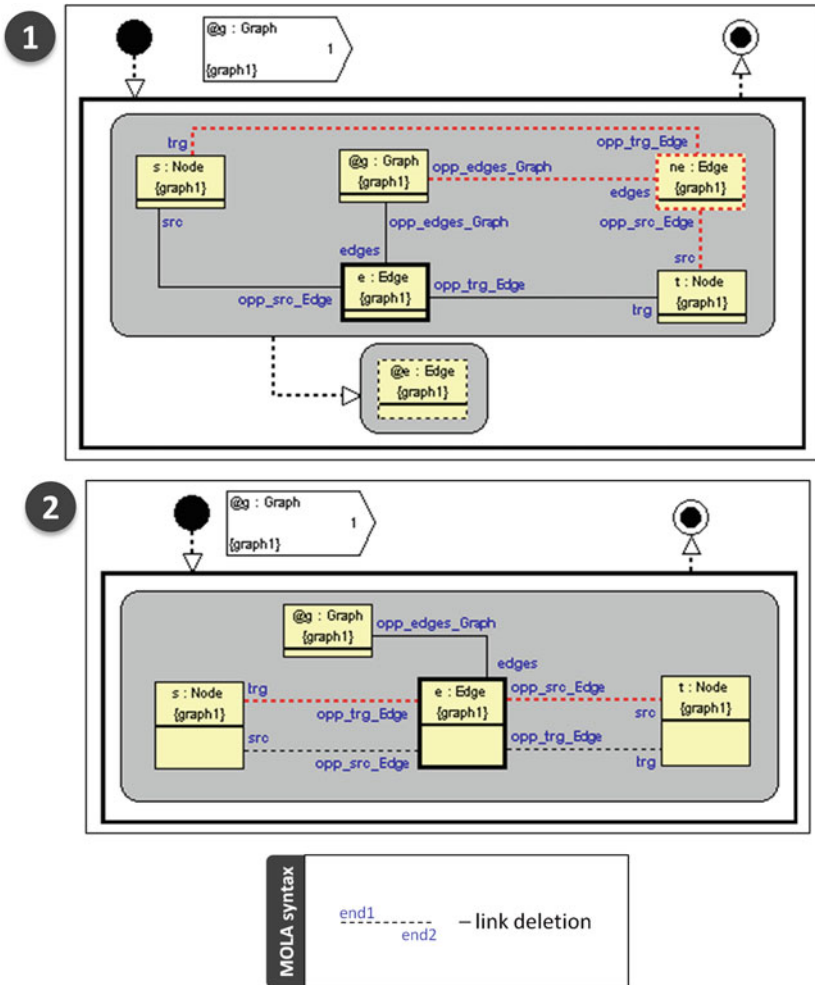 1
@g : Graph
1
{graph1}
trg
opp_trg_Edge
s : Node
{graph1}
@g : Graph
{graph1}
opp_edges_Graph
ne : Edge
{graph1}
edges
src
opp_edges_Graph
opp_src_Edge
edges
src
opp_src_Edge
e : Edge
{graph1}
opp_trg_Edge
t : Node
{graph1}
trg
@e : Edge
{graph1}
2
@g : Graph
1
{graph1}
@g : Graph
{graph1}
opp_edges_Graph
edges
s : Node
{graph1}
trg
opp_trg_Edge
e : Edge
{graph1}
opp_src_Edge
src
t : Node
{graph1}
src
opp_src_Edge
opp_trg_Edge
trg
MOLA syntax
end1
end2
– link deletion